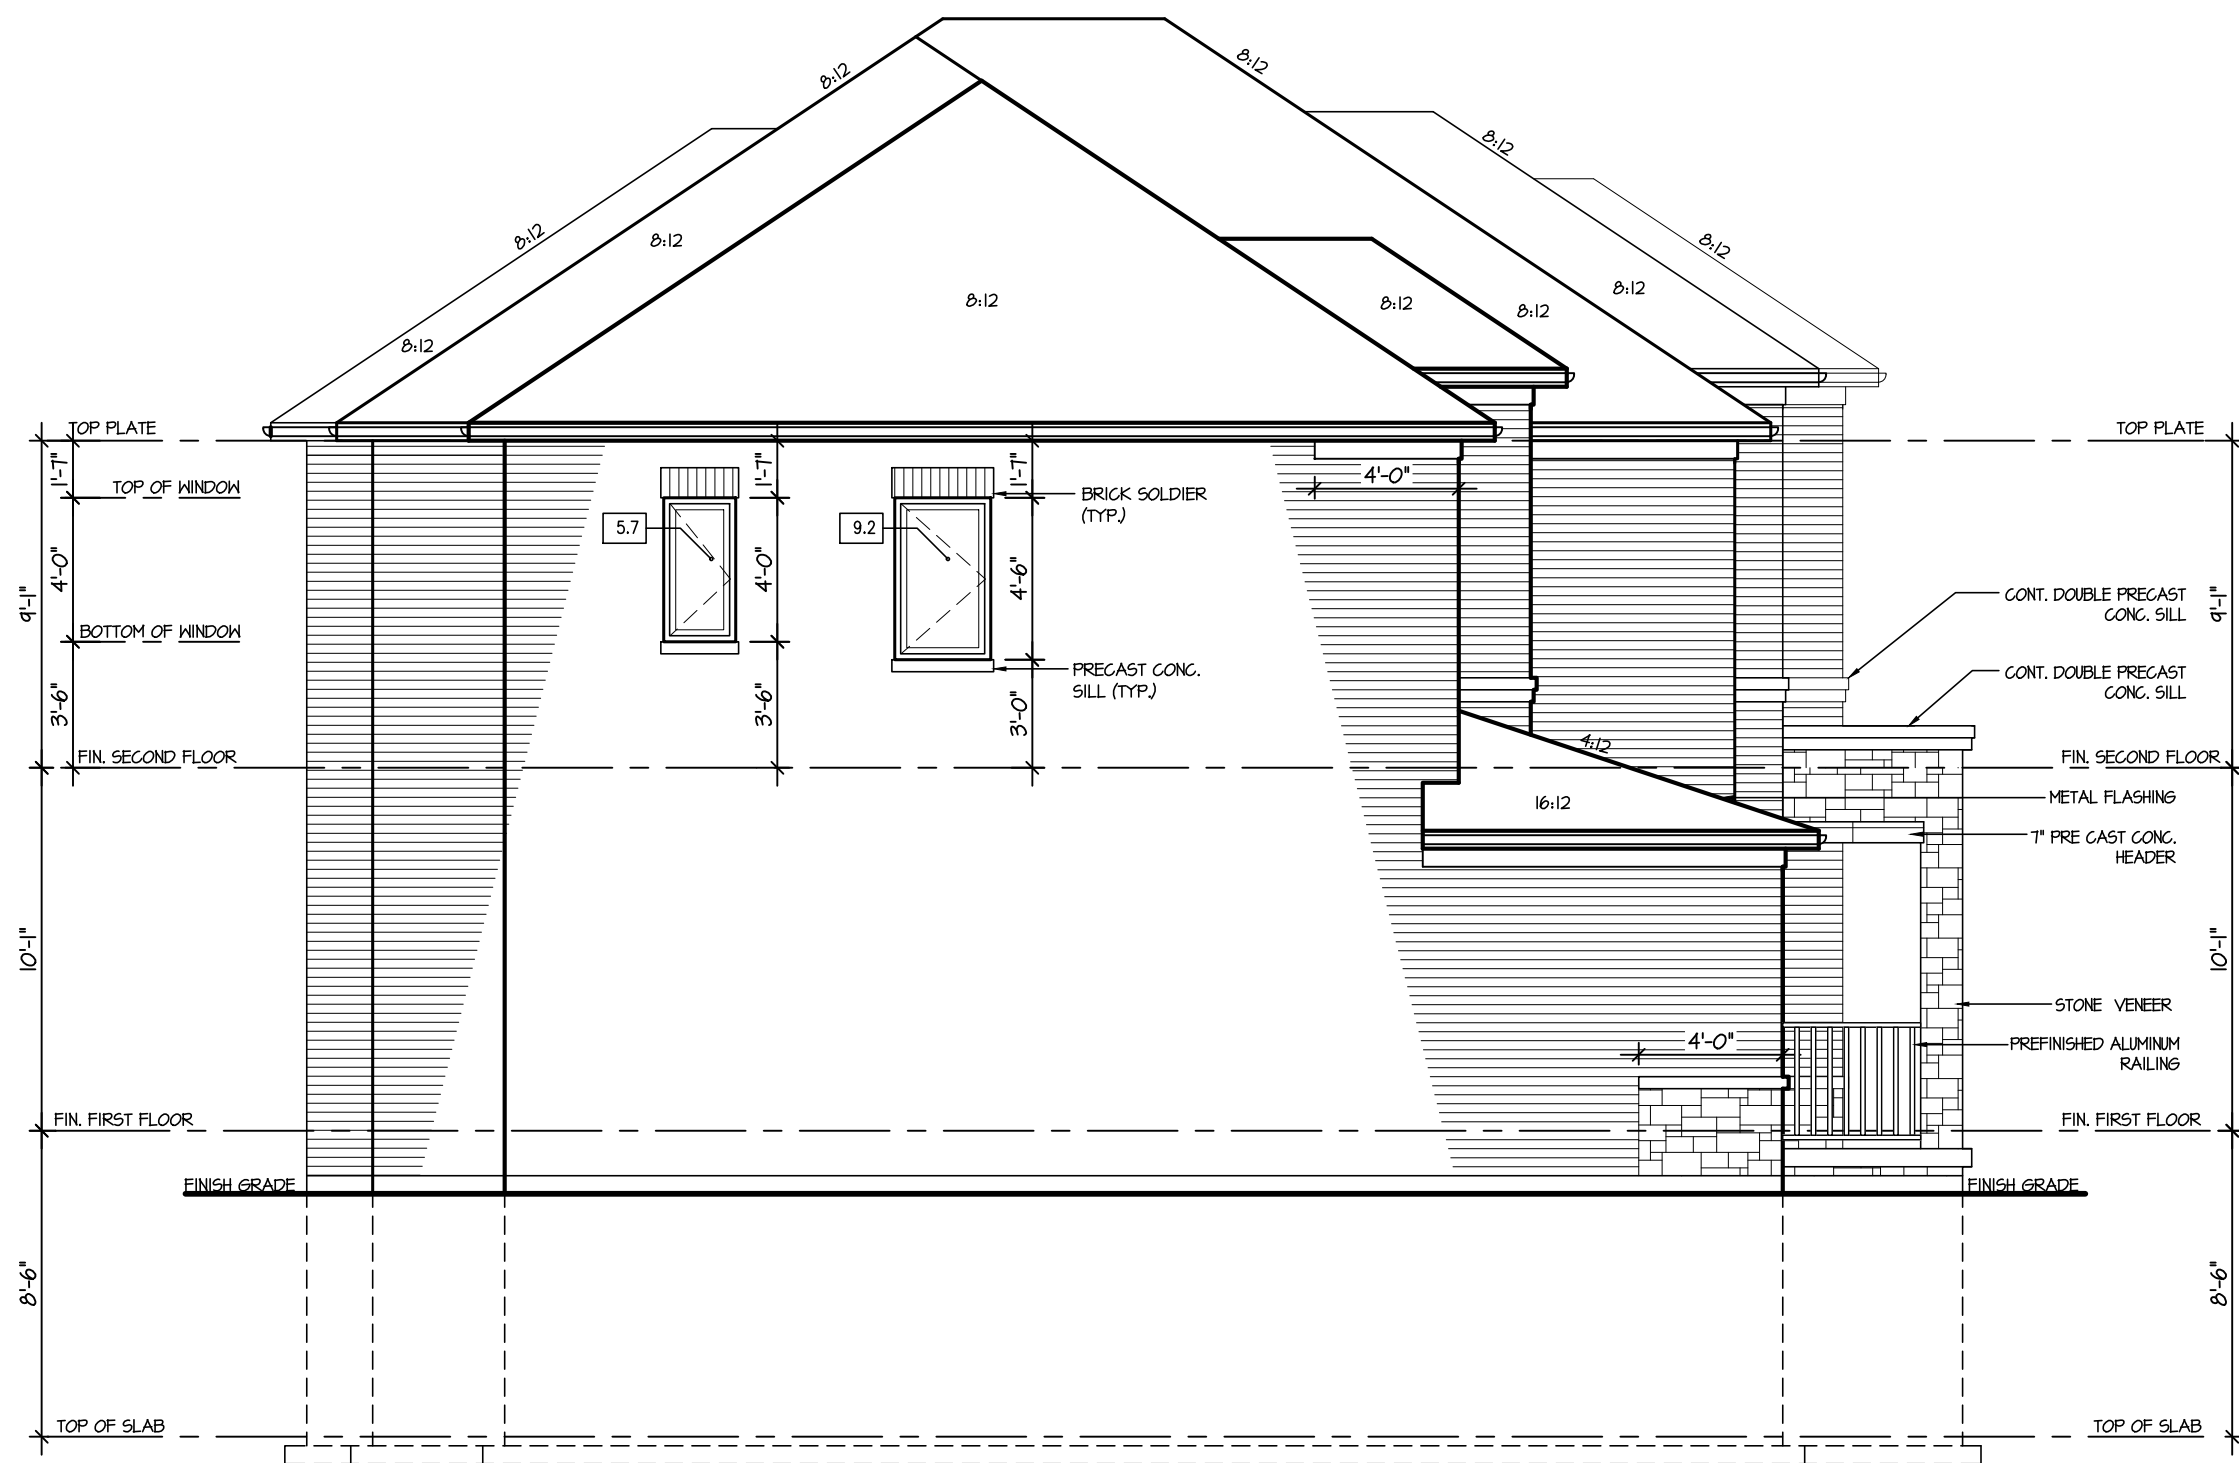 8:12
8:12
8:12
8:12
8:12
8:12
8:12
8:12
8:12
8:12
8:12
8:12
TOP PLATE
TOP PLATE
1'-7"
1'-7"
1'-7"
4'-0"
TOP OF WINDOW
BRICK SOLDIER
(TYP.)
5.7
9.2
4'-0"
4'-0"
4'-6"
9'-1"
9'-1"
CONT. DOUBLE PRECAST
CONC. SILL
BOTTOM OF WINDOW
PRECAST CONC.
SILL (TYP.)
CONT. DOUBLE PRECAST
CONC. SILL
3'-6"
3'-6"
3'-0"
4:12
FIN. SECOND FLOOR
FIN. SECOND FLOOR
16:12
METAL FLASHING
7" PRE CAST CONC.
HEADER
10'-1"
10'-1"
STONE VENEER
4'-0"
PREFINISHED ALUMINUM
RAILING
FIN. FIRST FLOOR
FIN. FIRST FLOOR
FINISH GRADE
FINISH GRADE
8'-6"
8'-6"
TOP OF SLAB
TOP OF SLAB